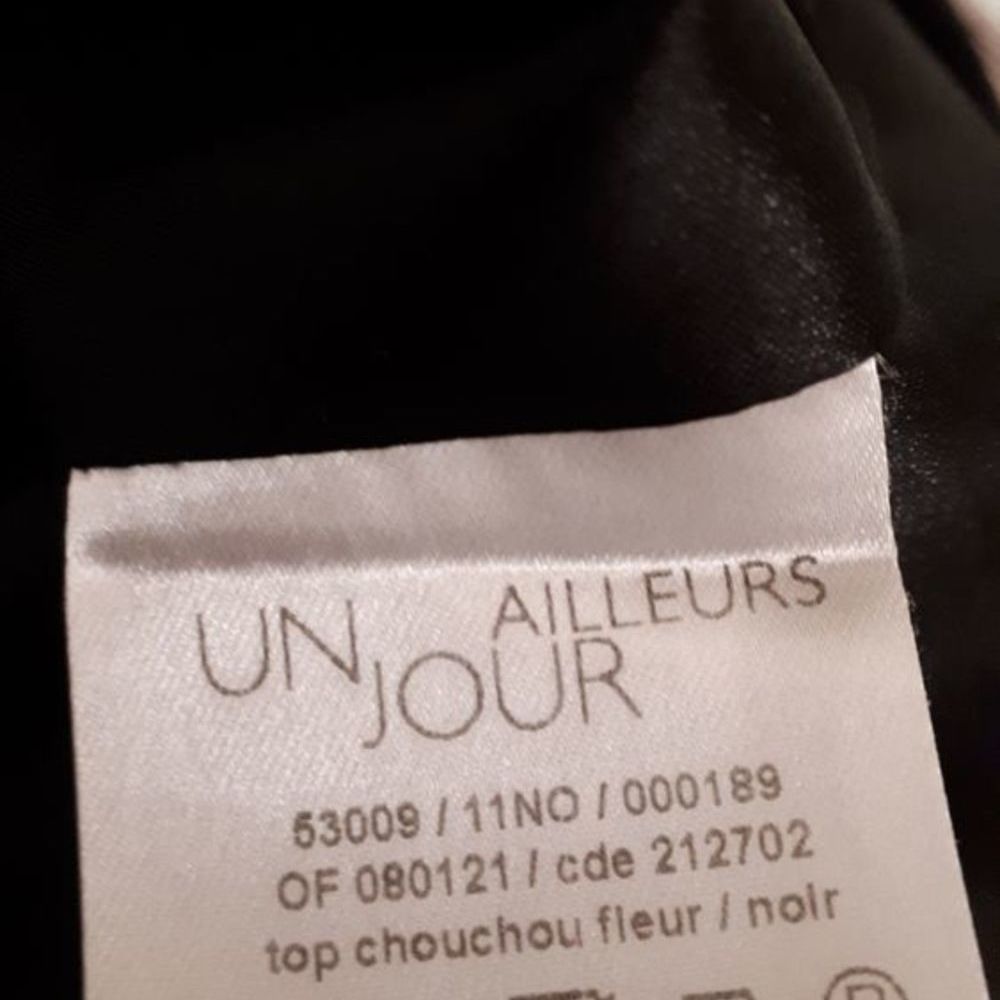 UN JOUR AILLEURS
53009 / 11NO / 000189
OF 080121 / cde 212702
top chouchou fleur / noir
P